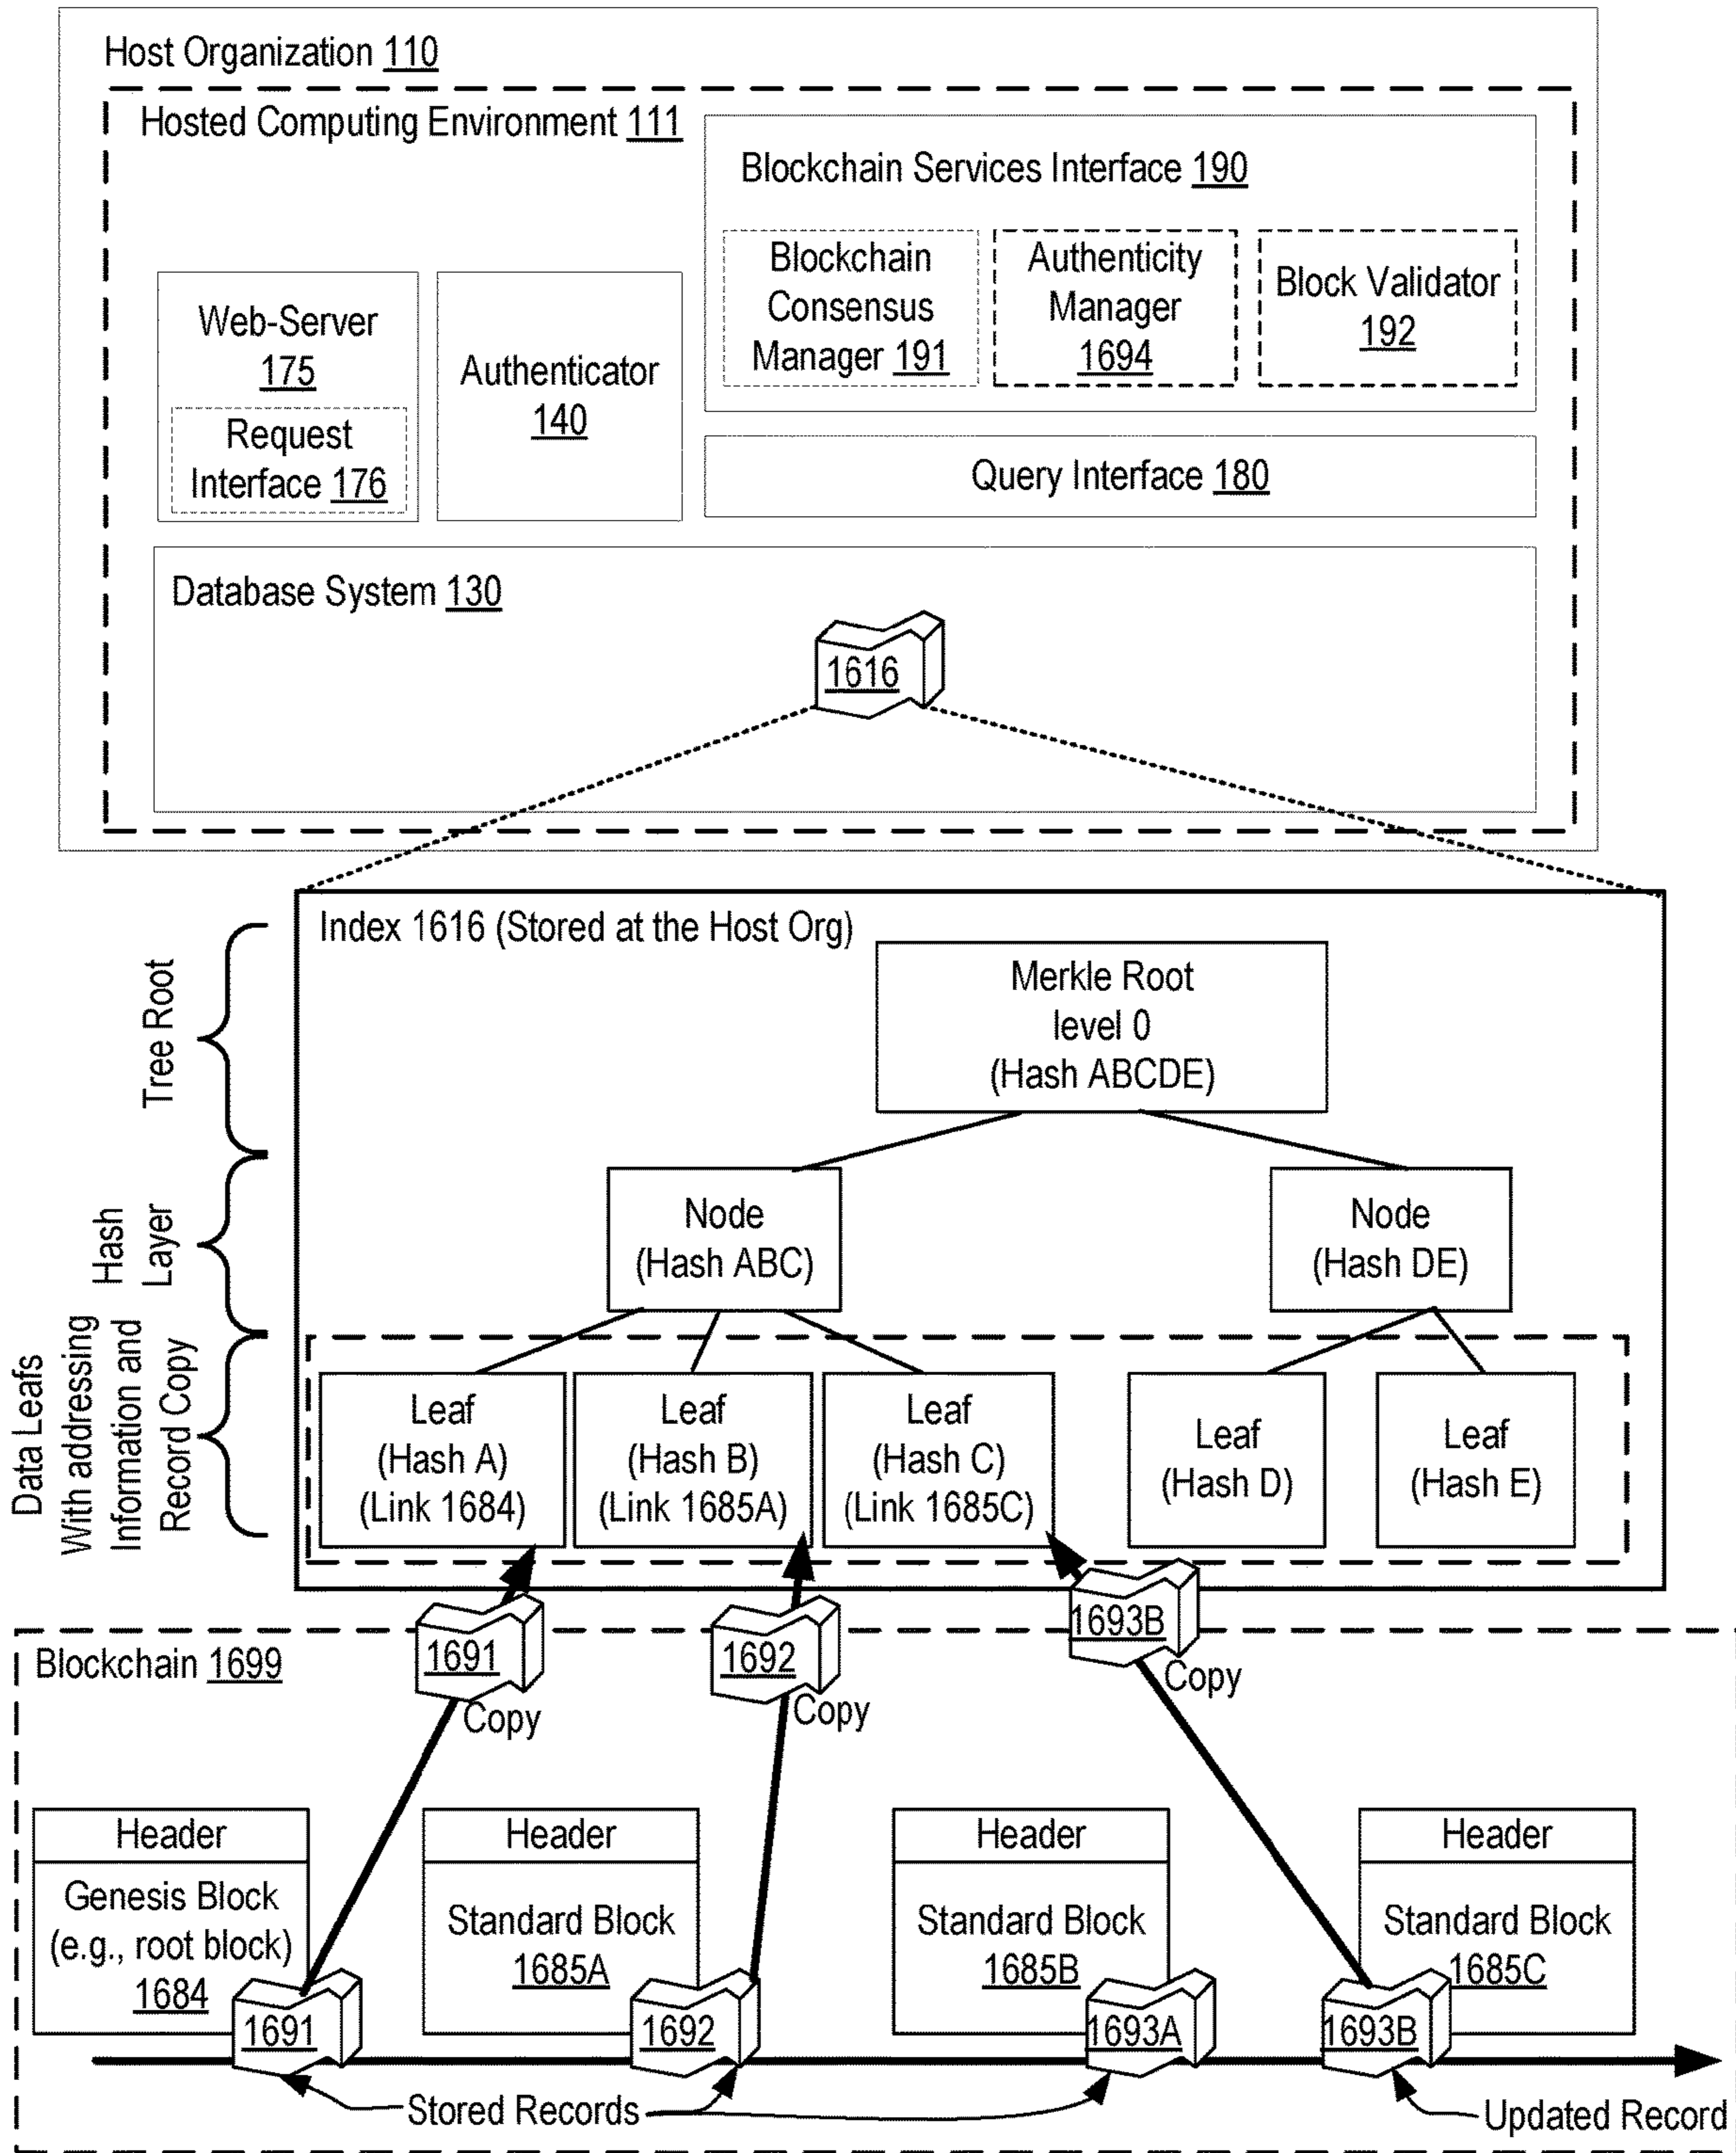 Host Organization 110
Hosted Computing Environment 111
Blockchain Services Interface 190
Blockchain
Consensus
Manager 191
Authenticity
Manager
1694
Block Validator
192
Web-Server
175
Request
Interface 176
Authenticator
140
Query Interface 180
Database System 130
1616
Index 1616 (Stored at the Host Org)
Tree Root
Merkle Root
level 0
(Hash ABCDE)
Hash
Layer
Node
(Hash ABC)
Node
(Hash DE)
Data Leafs
With addressing
Information and
Record Copy
Leaf
(Hash A)
(Link 1684)
Leaf
(Hash B)
(Link 1685A)
Leaf
(Hash C)
(Link 1685C)
Leaf
(Hash D)
Leaf
(Hash E)
Blockchain 1699
1691
Copy
1692
Copy
1693B
Copy
Header
Genesis Block
(e.g., root block)
1684
1691
Header
Standard Block
1685A
1692
Header
Standard Block
1685B
1693A
Header
Standard Block
1685C
1693B
Stored Records
Updated Record